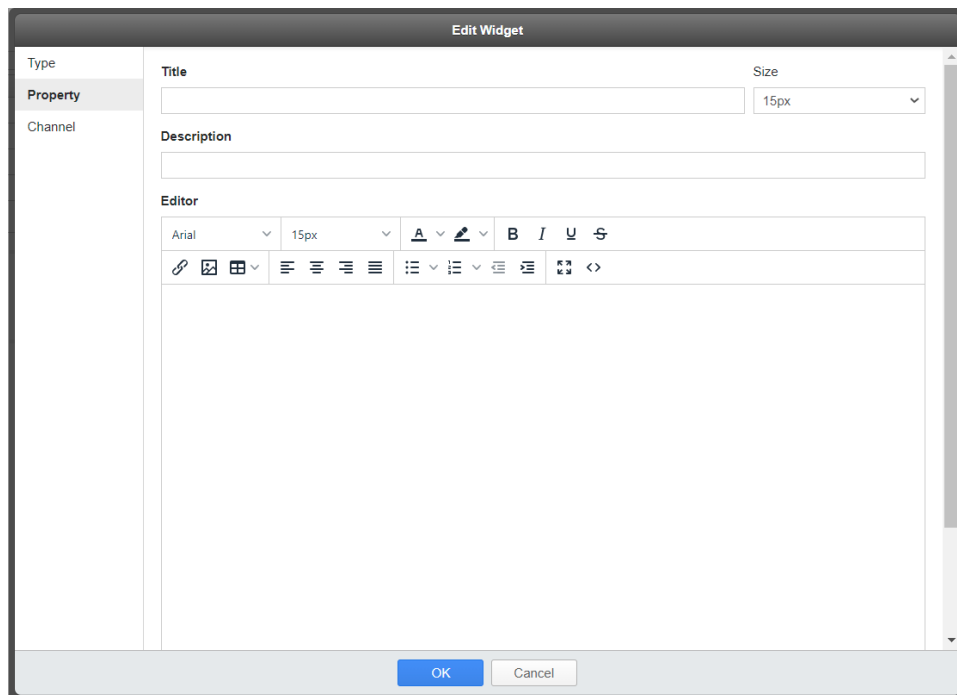 Edit Widget
Type
Property
Channel
Title
Size
15px
Description
Editor
Arial
15px
A
B I U S
OK
Cancel